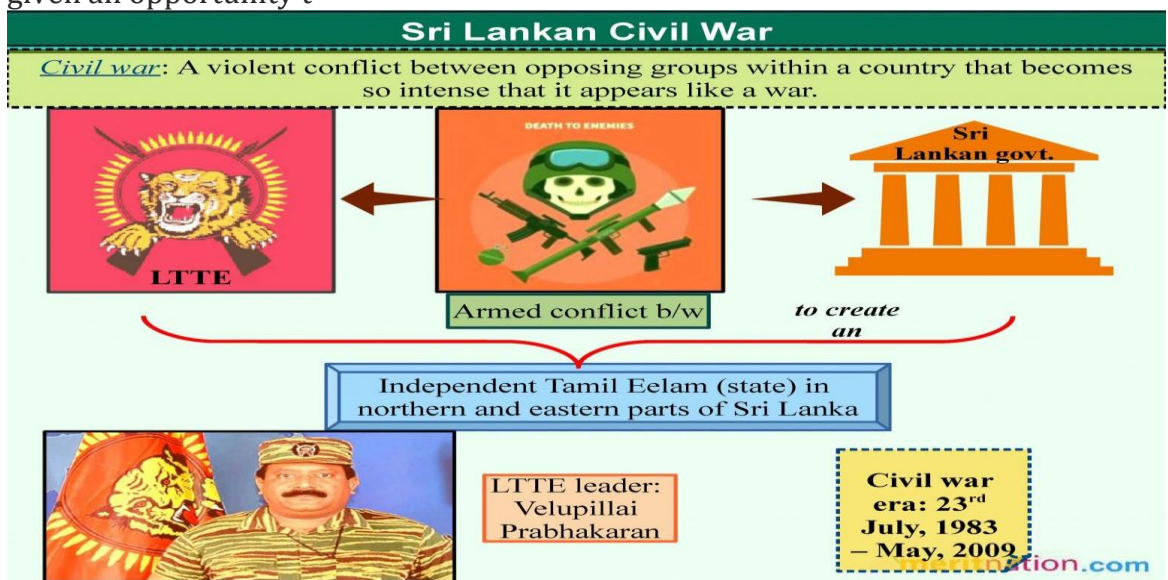 given an opportunity t
Sri Lankan Civil War
Civil war: A violent conflict between opposing groups within a country that becomes
so intense that it appears like a war.
DEATH TO ENEMIES
Sri
Lankan govt.
LTTE
Armed conflict b/w
to create
an
Independent Tamil Eelam (state) in
northern and eastern parts of Sri Lanka
LTTE leader:
Velupillai
Prabhakaran
Civil war
era: 23rd
July, 1983
– May, 2009
meritnation.com